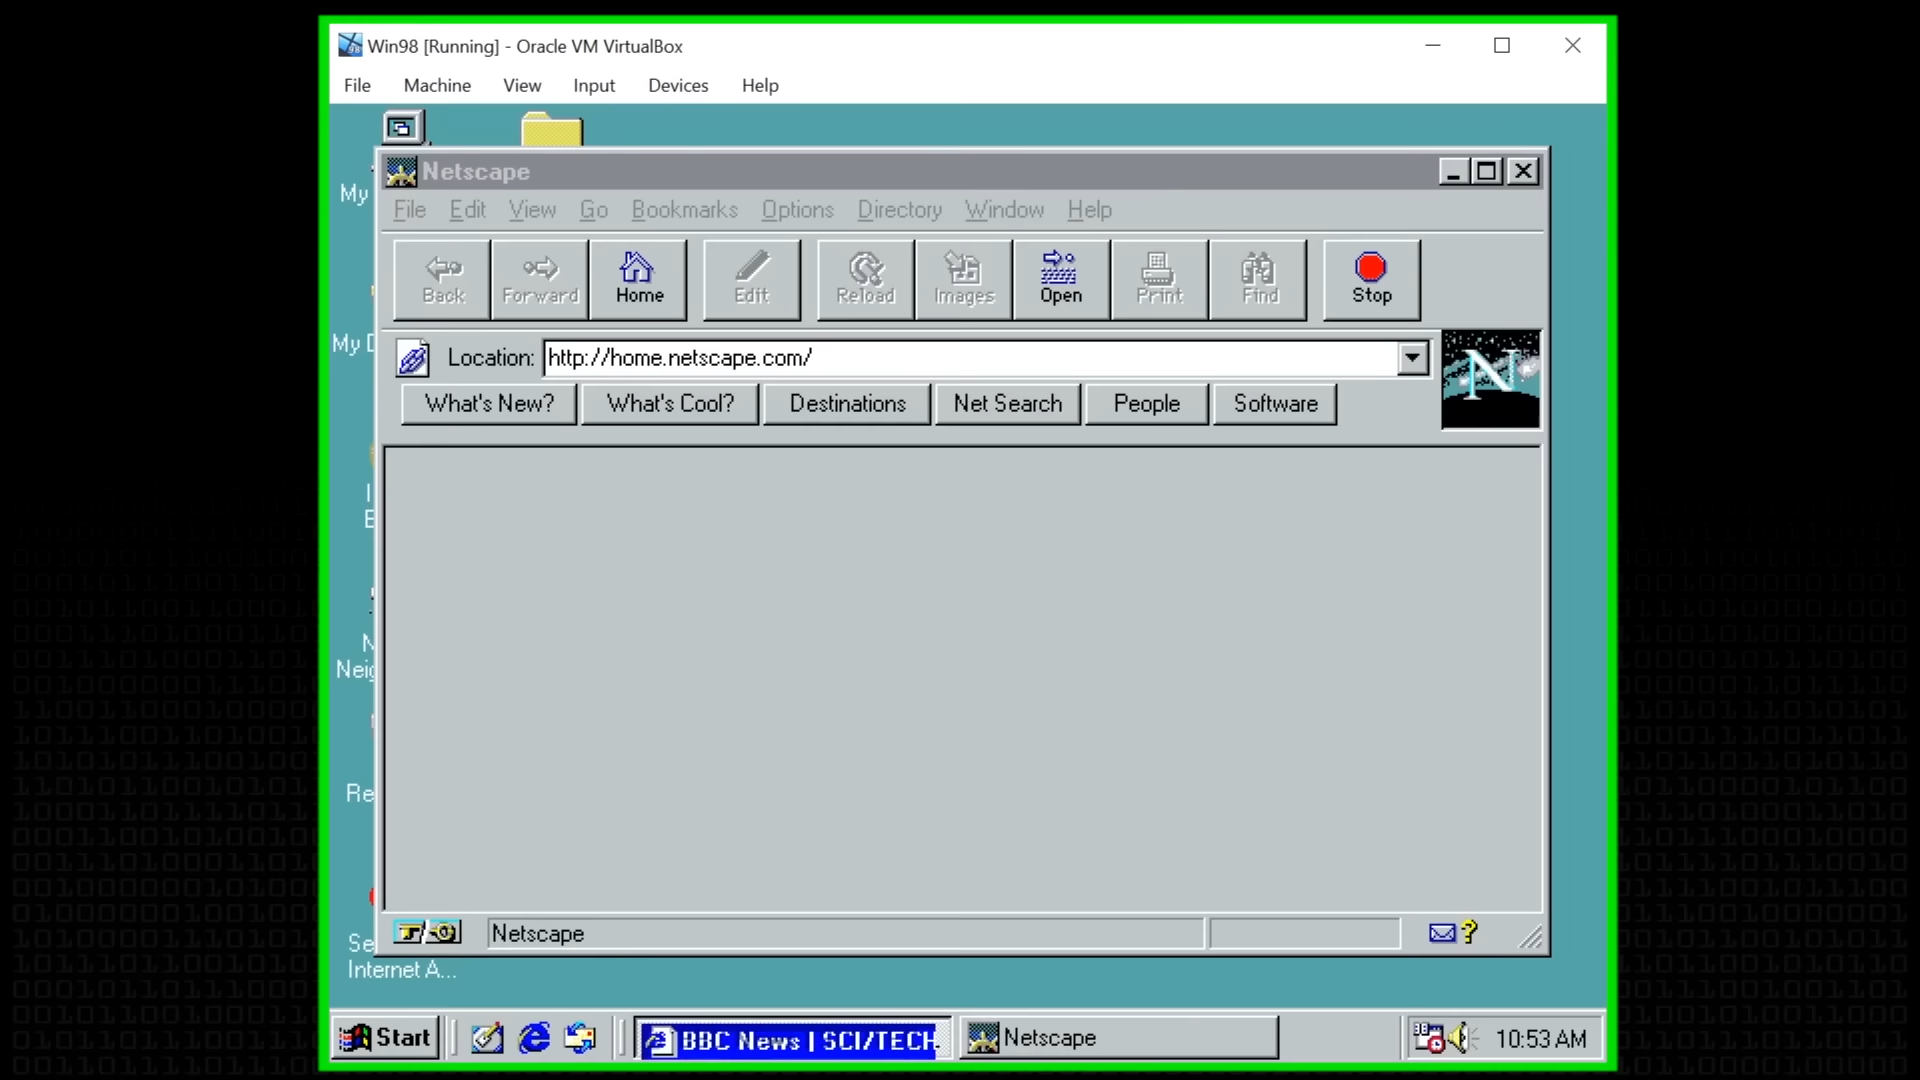 Win98 [Running] - Oracle VM VirtualBox
File Machine View Input Devices Help
Netscape
File Edit View Go Bookmarks Options Directory Window Help
Back Forward Home Edit Reload Images Open Print Find Stop
Location: http://home.netscape.com/
N
What's New? What's Cool? Destinations Net Search People Software
My
My D
I
E
N
Neig
Re
Se
Internet A...
Netscape
Start BBC News | SCI/TECH Netscape 10:53 AM